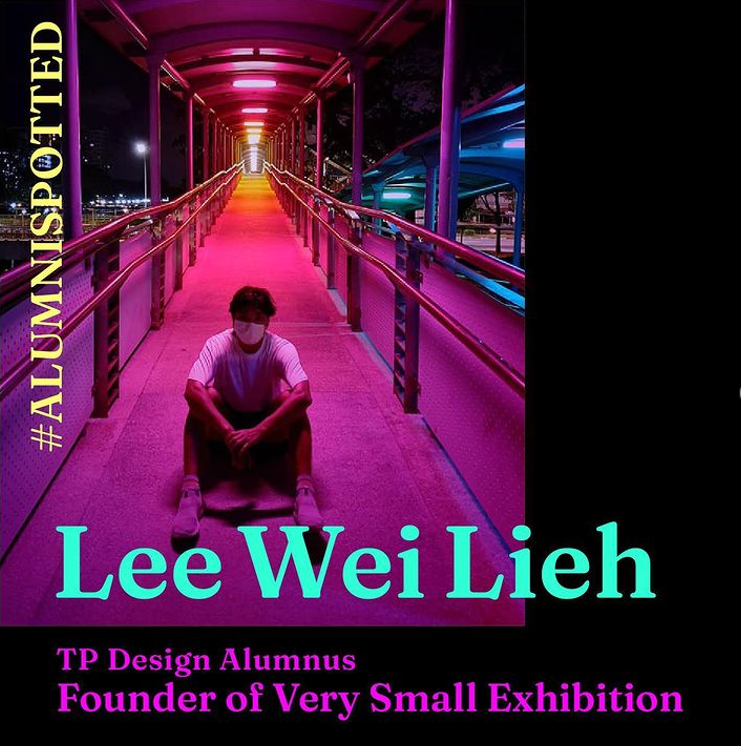 #ALUMNISPOTTED
Lee Wei Lieh
TP Design Alumnus
Founder of Very Small Exhibition